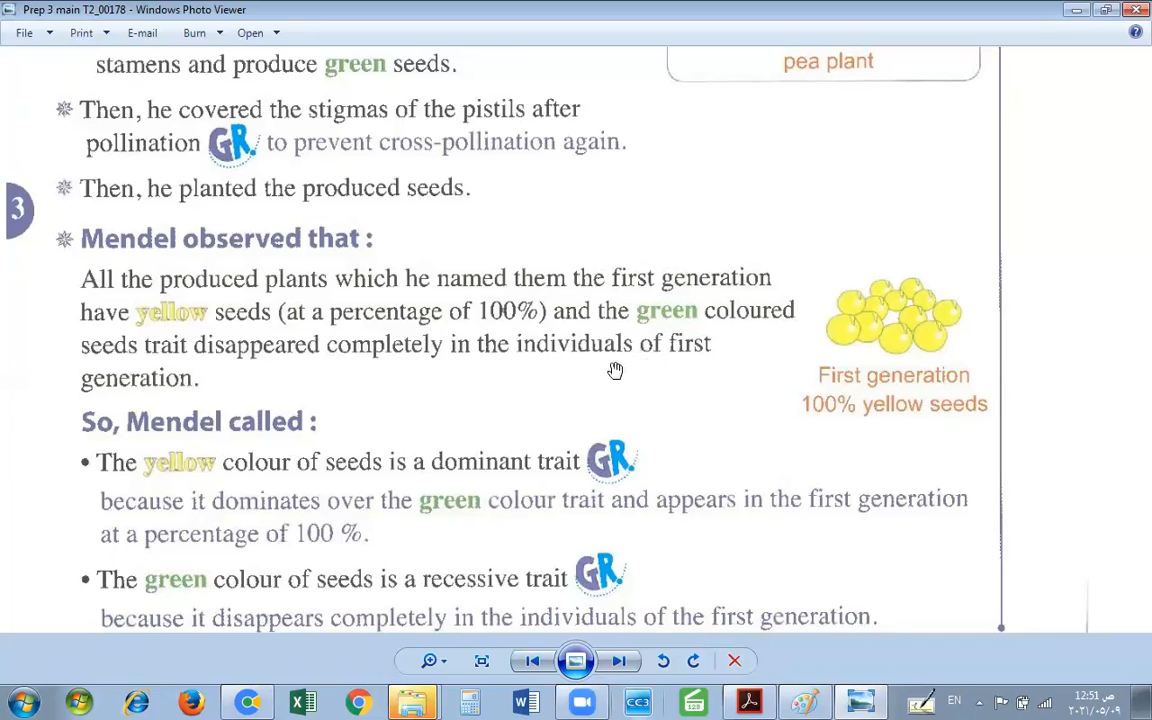 Prep 3 main T2_00178 - Windows Photo Viewer
File Print E-mail Burn Open
stamens and produce green seeds.
pea plant
Then, he covered the stigmas of the pistils after
pollination GR. to prevent cross-pollination again.
Then, he planted the produced seeds.
3
Mendel observed that :
All the produced plants which he named them the first generation
have yellow seeds (at a percentage of 100%) and the green coloured
seeds trait disappeared completely in the individuals of first
generation.
First generation
100% yellow seeds
So, Mendel called :
• The yellow colour of seeds is a dominant trait GR.
because it dominates over the green colour trait and appears in the first generation
at a percentage of 100 %.
• The green colour of seeds is a recessive trait GR.
because it disappears completely in the individuals of the first generation.
CC3
123
EN
12:51 ص
٢٠٢١/٠٥/٠٩